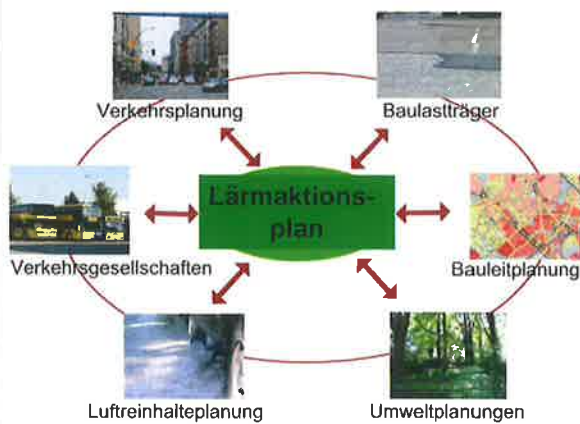 Verkehrsplanung
Baulastträger
Lärmaktions-
plan
Verkehrsgesellschaften
Bauleitplanung
Luftreinhalteplanung
Umweltplanungen